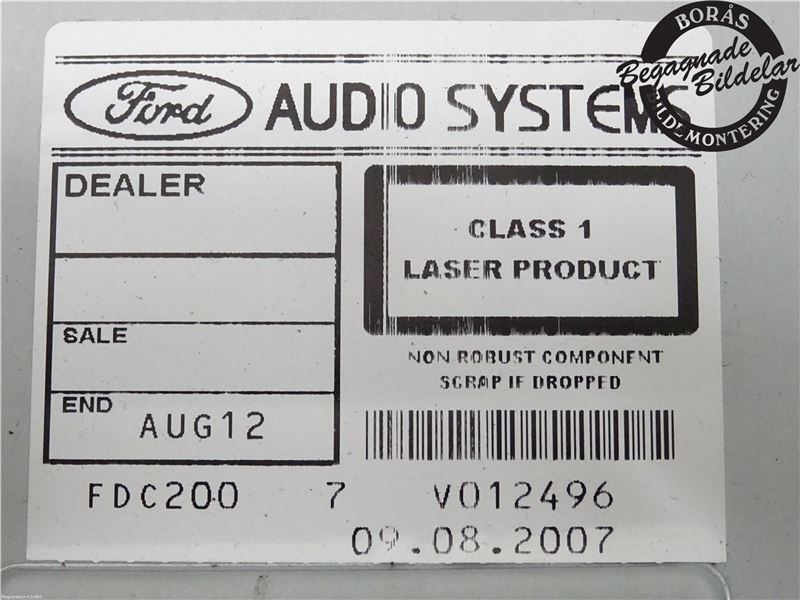 Ford AUDIO SYSTEMS
BORÅS
Begagnade
Bildelar
BILDEMONTERING
DEALER
SALE
END
AUG12
CLASS 1
LASER PRODUCT
NON ROBUST COMPONENT
SCRAP IF DROPPED
FDC200 7 V012496
09.08.2007